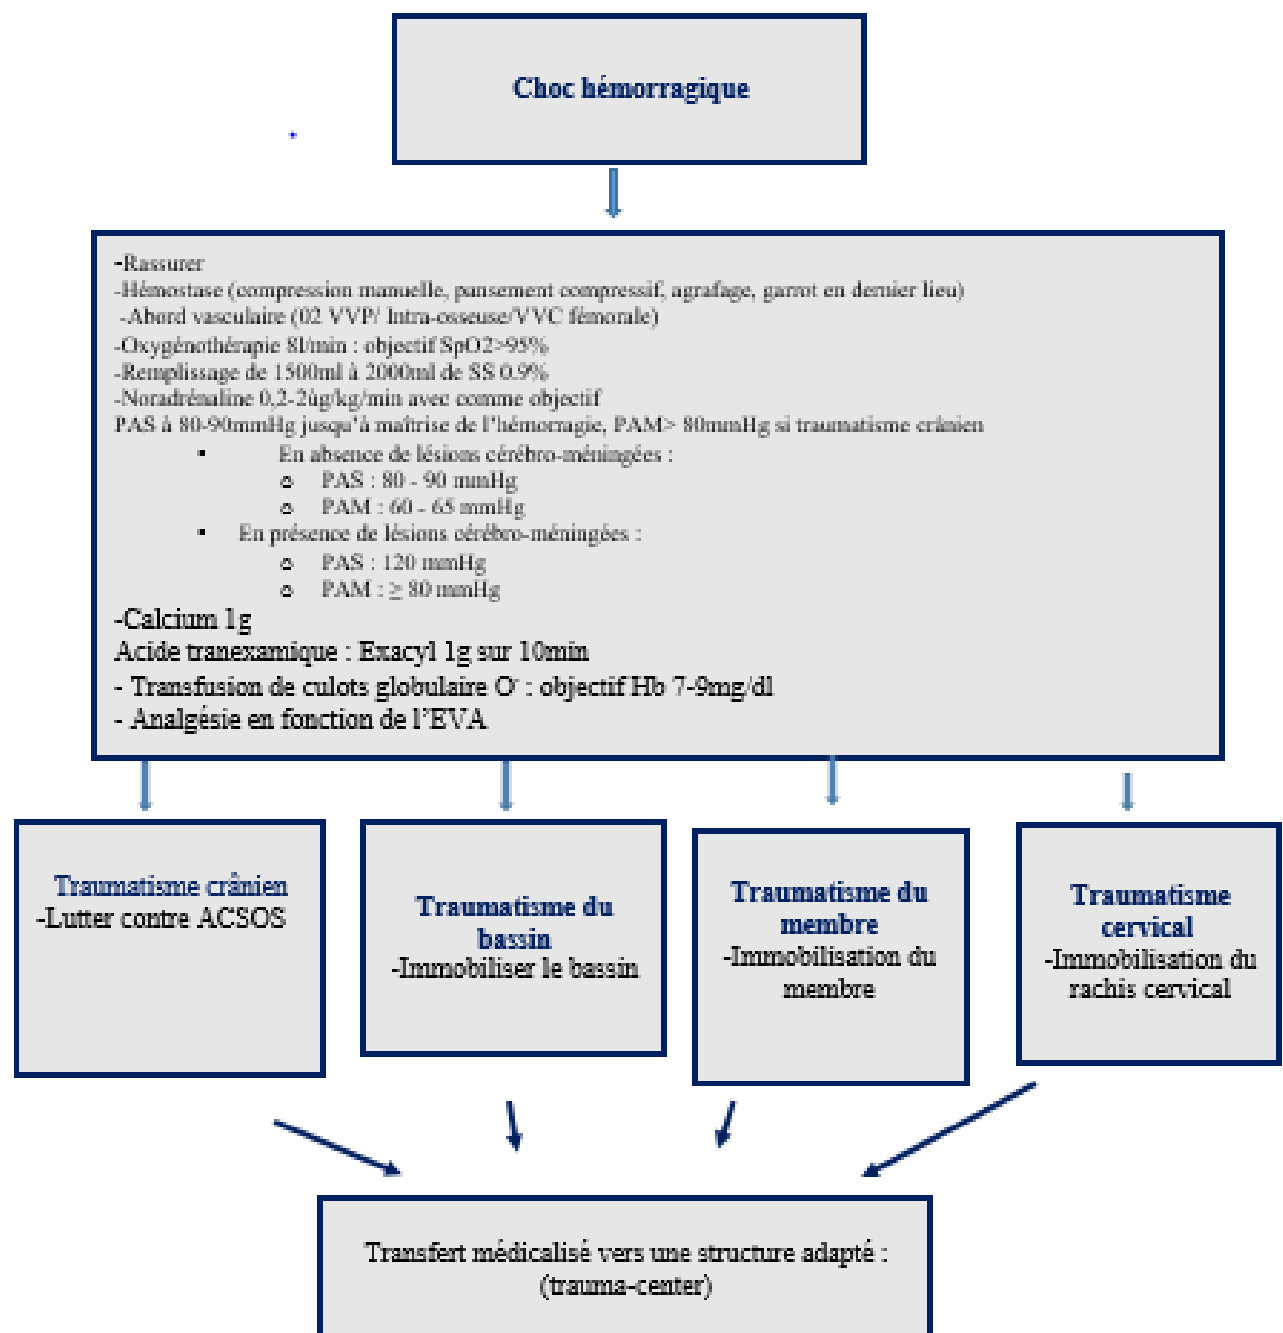 Choc hémorragique
-Rassurer
-Hémostase (compression manuelle, pansement compressif, agrafage, garrot en dernier lieu)
-Abord vasculaire (02 VVP/ Intra-osseuse/VVC fémorale)
-Oxygénothérapie 8l/min : objectif SpO2>95%
-Remplissage de 1500ml à 2000ml de SS 0.9%
-Noradrénaline 0,2-2ùg/kg/min avec comme objectif
PAS à 80-90mmHg jusqu’à maîtrise de l’hémorragie, PAM> 80mmHg si traumatisme crânien
▪ En absence de lésions cérébro-méningées :
o PAS : 80 - 90 mmHg
o PAM : 60 - 65 mmHg
▪ En présence de lésions cérébro-méningées :
o PAS : 120 mmHg
o PAM : ≥ 80 mmHg
-Calcium 1g
Acide tranexamique : Exacyl 1g sur 10min
- Transfusion de culots globulaire O⁻ : objectif Hb 7-9mg/dl
- Analgésie en fonction de l’EVA
Traumatisme crânien
-Lutter contre ACSOS
Traumatisme du
bassin
-Immobiliser le bassin
Traumatisme du
membre
-Immobilisation du
membre
Traumatisme
cervical
-Immobilisation du
rachis cervical
Transfert médicalisé vers une structure adapté :
(trauma-center)